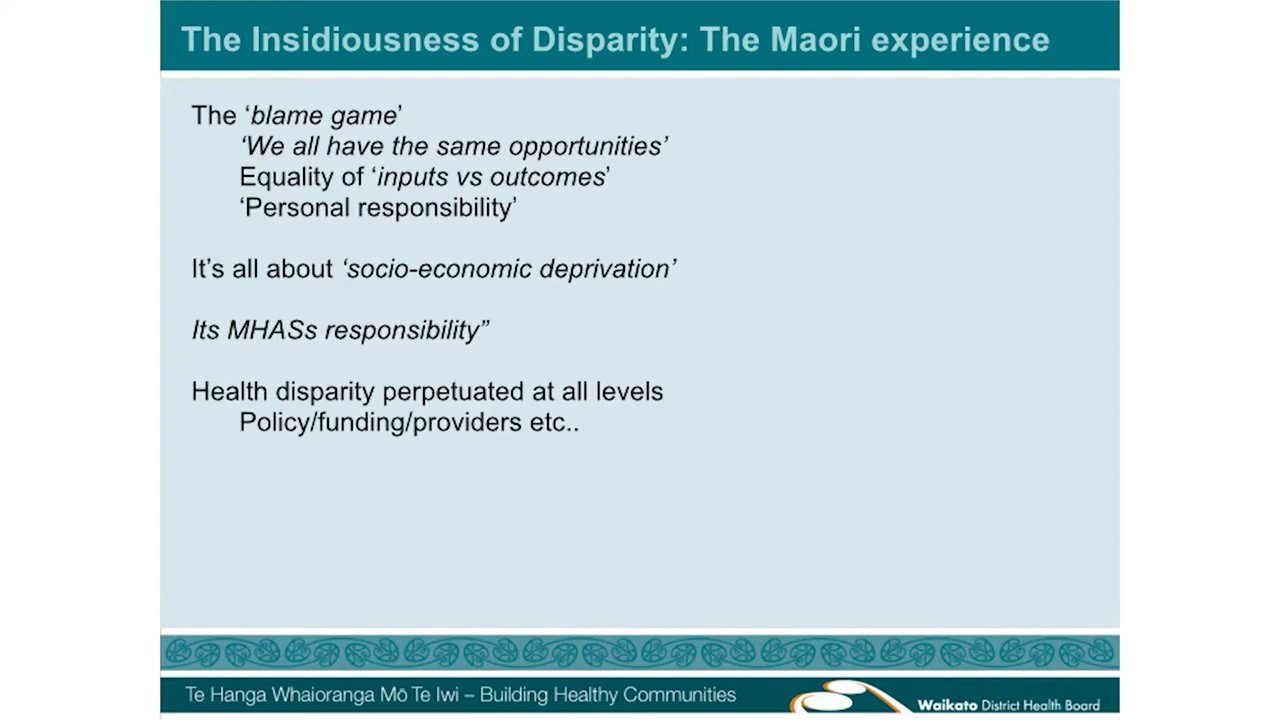 The Insidiousness of Disparity: The Maori experience
The ‘blame game’
‘We all have the same opportunities’
Equality of ‘inputs vs outcomes’
‘Personal responsibility’
It’s all about ‘socio-economic deprivation’
Its MHASs responsibility”
Health disparity perpetuated at all levels
Policy/funding/providers etc..
Te Hanga Whaioranga Mō Te Iwi – Building Healthy Communities
Waikato District Health Board